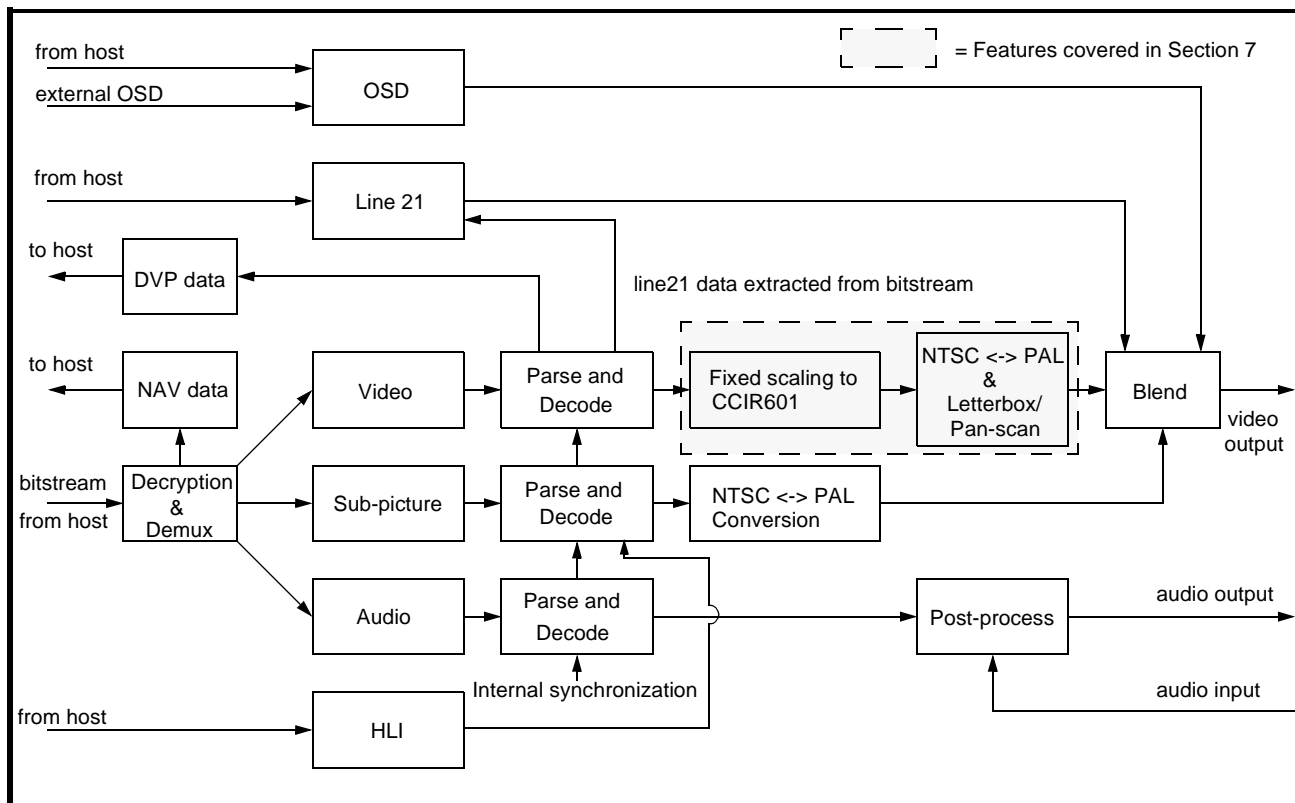 from host
= Features covered in Section 7
external OSD
OSD
from host
Line 21
to host
DVP data
line21 data extracted from bitstream
to host
NAV data
Video
Parse and
Decode
Fixed scaling to
CCIR601
NTSC <-> PAL
&
Letterbox/
Pan-scan
Blend
video
output
bitstream
from host
Decryption
&
Demux
Sub-picture
Parse and
Decode
NTSC <-> PAL
Conversion
Audio
Parse and
Decode
Post-process
audio output
Internal synchronization
audio input
from host
HLI